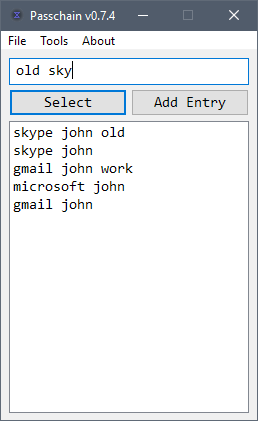 Passchain v0.7.4
File Tools About
old sky
Select Add Entry
skype john old
skype john
gmail john work
microsoft john
gmail john